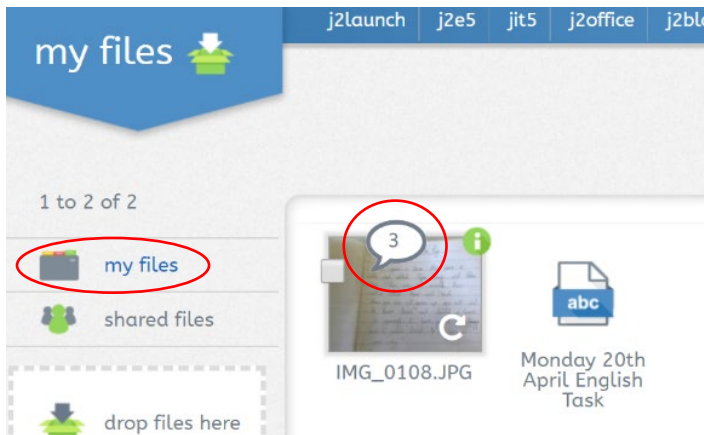 my files
j2launch j2e5 jit5 j2office j2blo
1 to 2 of 2
my files
shared files
drop files here
3
i
IMG_0108.JPG
abc
Monday 20th
April English
Task